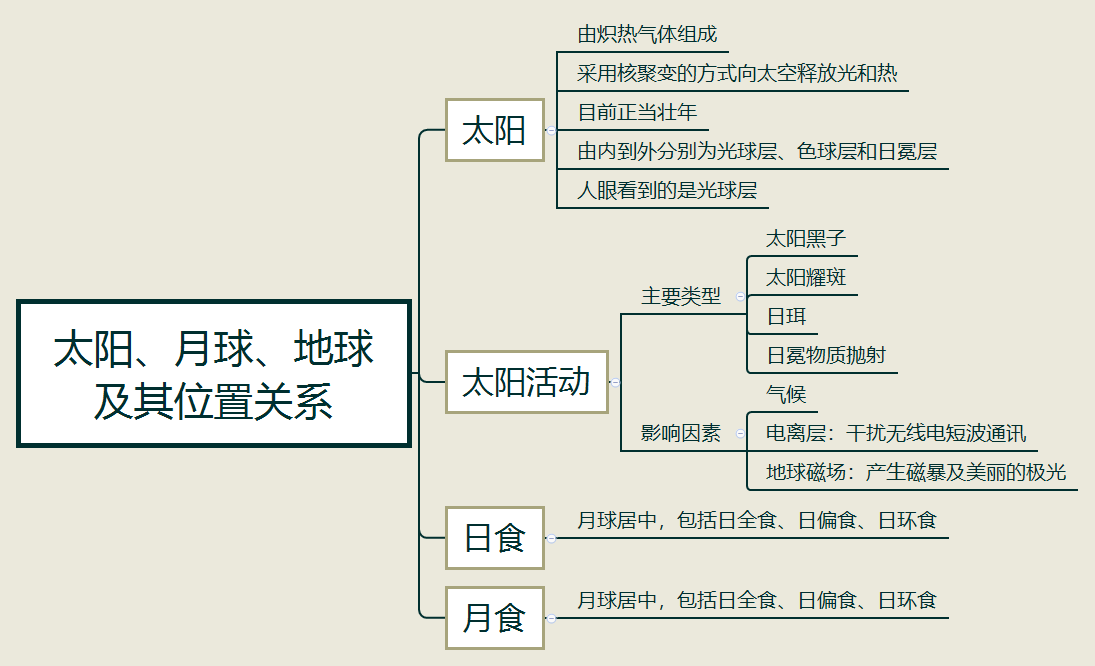 太阳、月球、地球
及其位置关系
太阳
由炽热气体组成
采用核聚变的方式向太空释放光和热
目前正当壮年
由内到外分别为光球层、色球层和日冕层
人眼看到的是光球层
太阳活动
主要类型
太阳黑子
太阳耀斑
日珥
日冕物质抛射
影响因素
气候
电离层：干扰无线电短波通讯
地球磁场：产生磁暴及美丽的极光
日食
月球居中，包括日全食、日偏食、日环食
月食
月球居中，包括日全食、日偏食、日环食